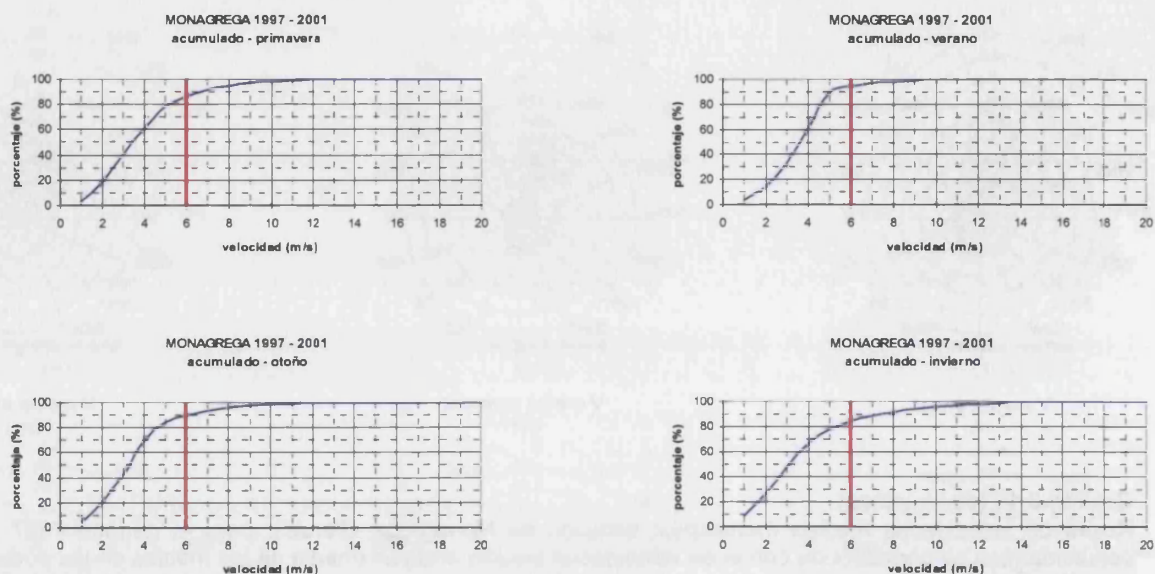 MONAGREGA 1997 - 2001
acumulado - primavera
100
80
60
40
20
0
porcentaje (%)
0 2 4 6 8 10 12 14 16 18 20
velocidad (m/s)
MONAGREGA 1997 - 2001
acumulado - verano
100
80
60
40
20
0
porcentaje (%)
0 2 4 6 8 10 12 14 16 18 20
velocidad (m/s)
MONAGREGA 1997 - 2001
acumulado - otoño
100
80
60
40
20
0
porcentaje (%)
0 2 4 6 8 10 12 14 16 18 20
velocidad (m/s)
MONAGREGA 1997 - 2001
acumulado - invierno
100
80
60
40
20
0
porcentaje (%)
0 2 4 6 8 10 12 14 16 18 20
velocidad (m/s)